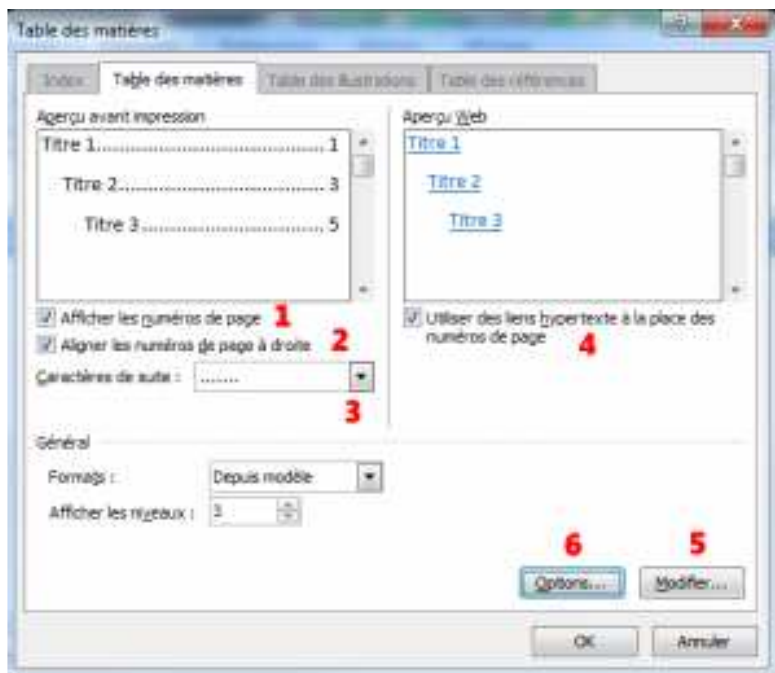 Table des matières
Index Table des matières Table des illustrations Table des références
Aperçu avant impression
Titre 1 ........................................ 1
Titre 2 .................................... 3
Titre 3 ................................ 5
Aperçu Web
Titre 1
Titre 2
Titre 3
Afficher les numéros de page 1
Aligner les numéros de page à droite 2
Caractères de suite : .......
3
Utiliser des liens hypertexte à la place des
numéros de page
4
Général
Formats : Depuis modèle
Afficher les niveaux : 3
6 5
Options... Modifier...
OK Annuler